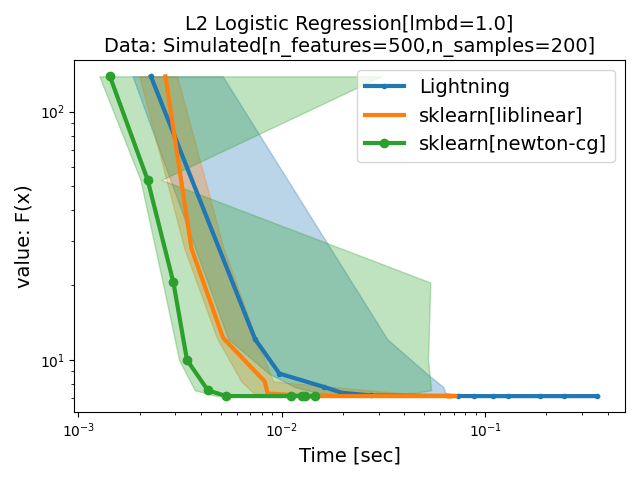 L2 Logistic Regression[lmbd=1.0]
Data: Simulated[n_features=500,n_samples=200]
Lightning
sklearn[liblinear]
sklearn[newton-cg]
value: F(x)
10²
10¹
10⁻³
10⁻²
10⁻¹
Time [sec]